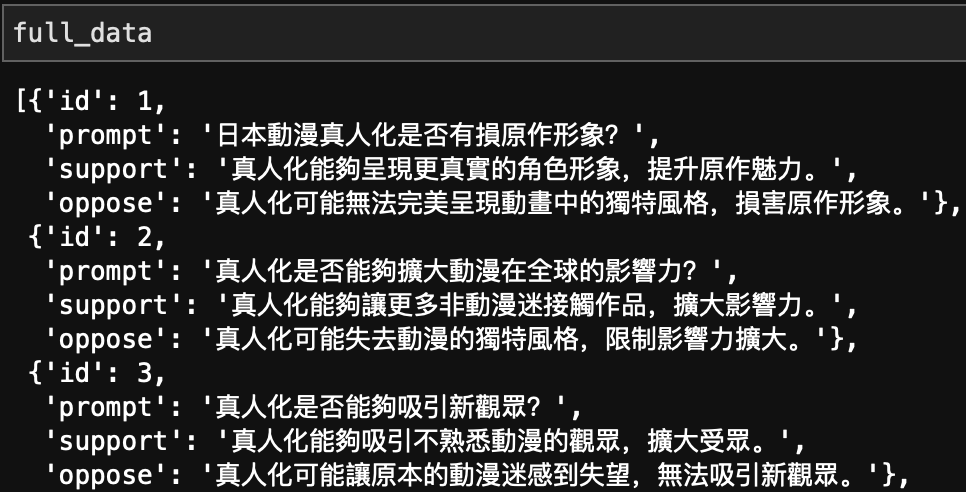 full_data
[{'id': 1,
'prompt': '日本動漫真人化是否有損原作形象？',
'support': '真人化能夠呈現更真實的角色形象，提升原作魅力。',
'oppose': '真人化可能無法完美呈現動畫中的獨特風格，損害原作形象。'},
{'id': 2,
'prompt': '真人化是否能夠擴大動漫在全球的影響力？',
'support': '真人化能夠讓更多非動漫迷接觸作品，擴大影響力。',
'oppose': '真人化可能失去動漫的獨特風格，限制影響力擴大。'},
{'id': 3,
'prompt': '真人化是否能夠吸引新觀眾？',
'support': '真人化能夠吸引不熟悉動漫的觀眾，擴大受眾。',
'oppose': '真人化可能讓原本的動漫迷感到失望，無法吸引新觀眾。'},